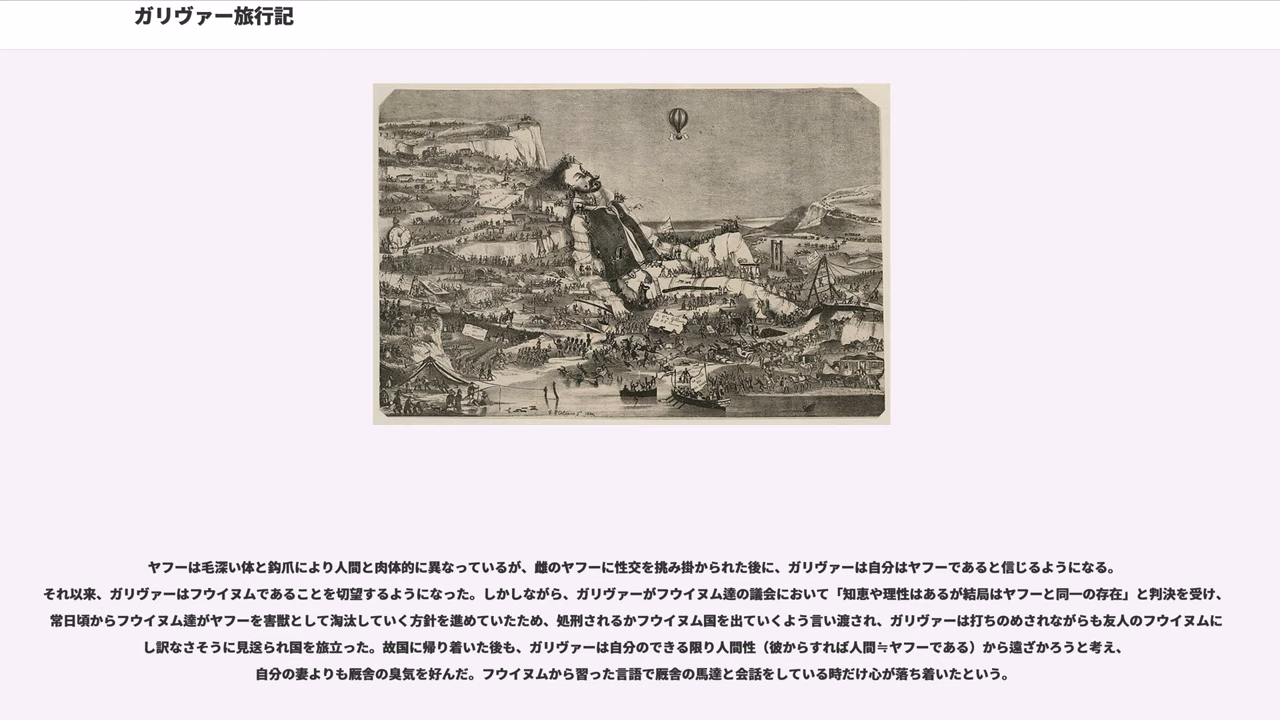 ガリヴァー旅行記
ヤフーは毛深い体と鈎爪により人間と肉体的に異なっているが、雌のヤフーに性交を挑み掛かられた後に、ガリヴァーは自分はヤフーであると信じるようになる。
それ以来、ガリヴァーはフウイヌムであることを切望するようになった。しかしながら、ガリヴァーがフウイヌム達の議会において「知恵や理性はあるが結局はヤフーと同一の存在」と判決を受け、
常日頃からフウイヌム達がヤフーを害獣として淘汰していく方針を進めていたため、処刑されるかフウイヌム国を出ていくよう言い渡され、ガリヴァーは打ちのめされながらも友人のフウイヌムに
し訳なさそうに見送られ国を旅立った。故国に帰り着いた後も、ガリヴァーは自分のできる限り人間性（彼からすれば人間≒ヤフーである）から遠ざかろうと考え、
自分の妻よりも厩舎の臭気を好んだ。フウイヌムから習った言語で厩舎の馬達と会話をしている時だけ心が落ち着いたという。